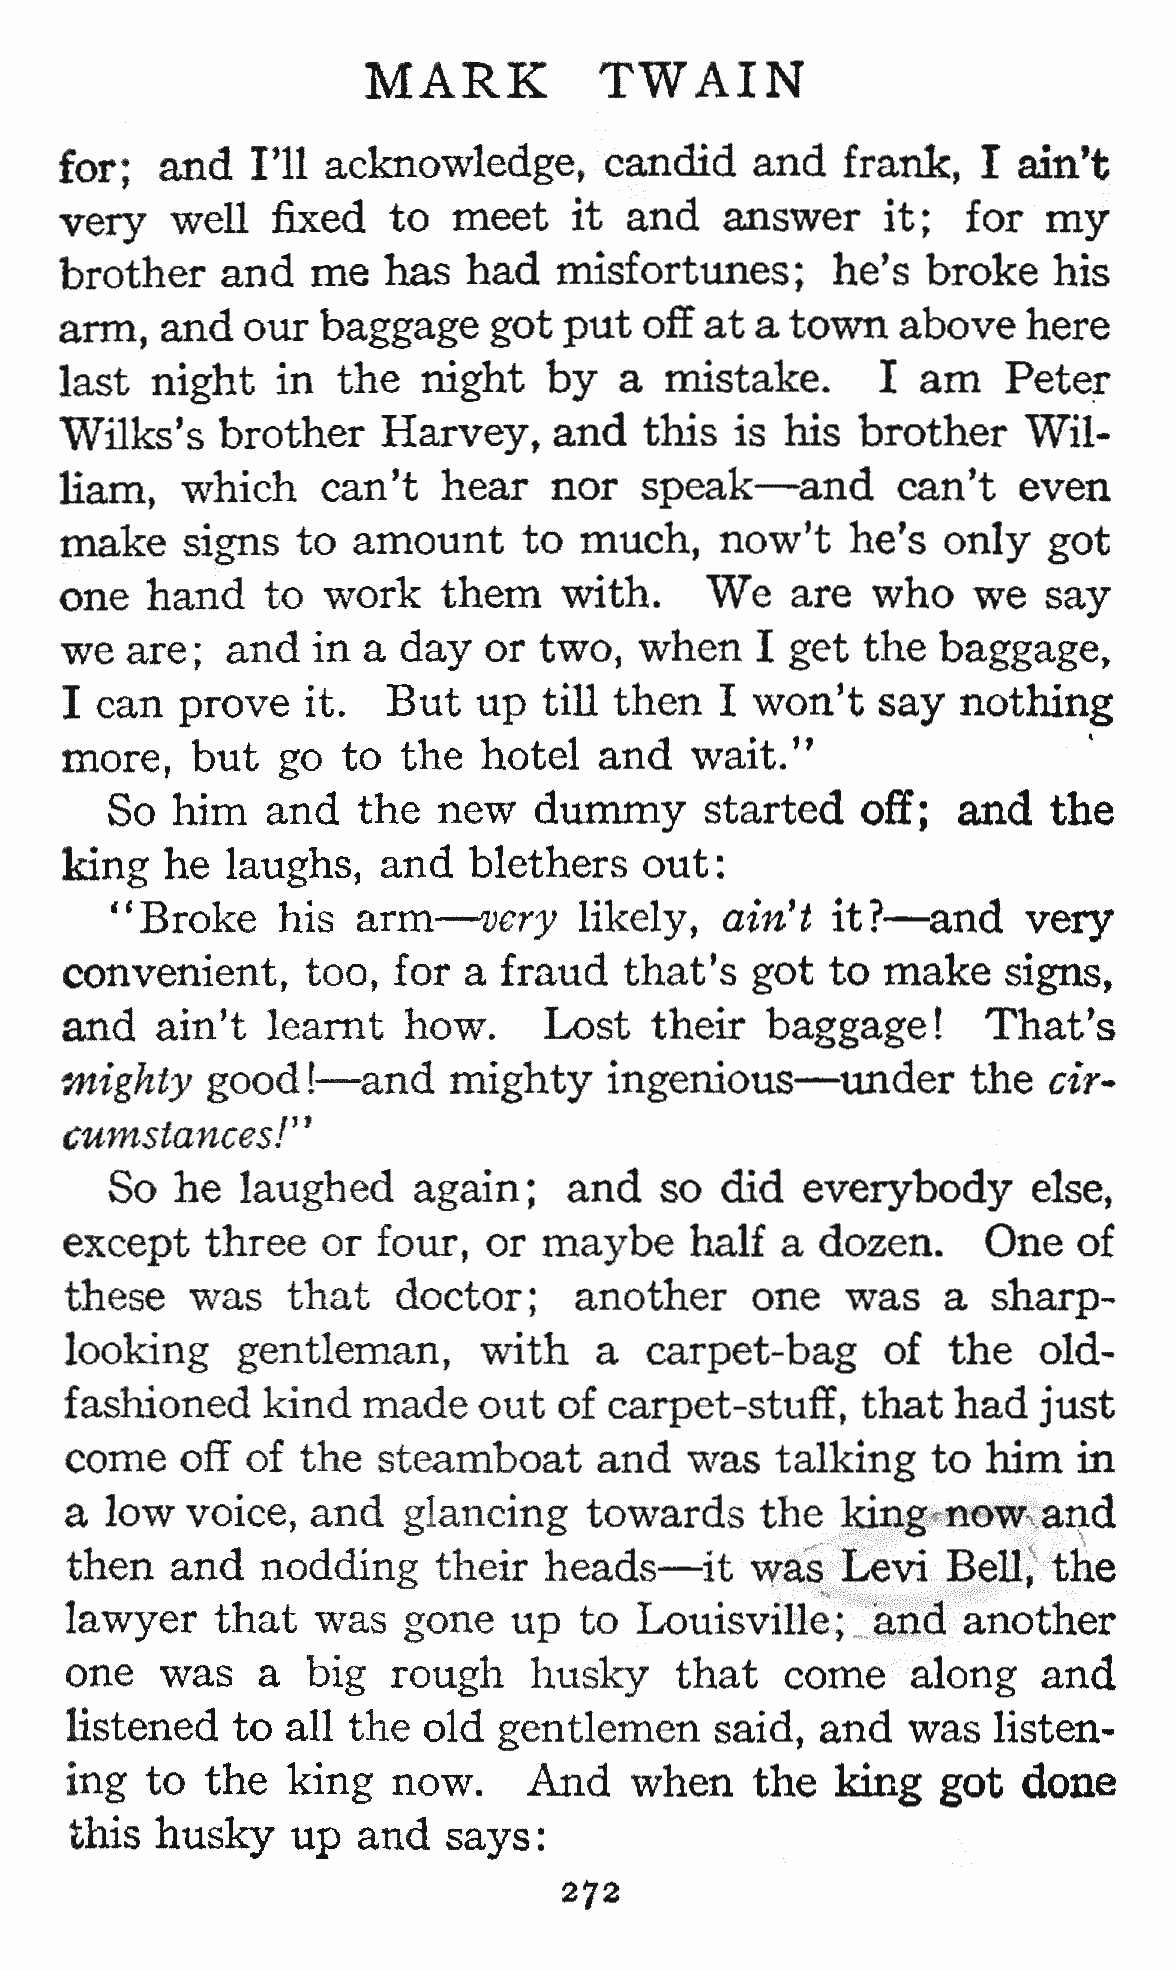 MARK TWAIN
for; and I'll acknowledge, candid and frank, I ain't
very well fixed to meet it and answer it; for my
brother and me has had misfortunes; he's broke his
arm, and our baggage got put off at a town above here
last night in the night by a mistake. I am Peter
Wilks's brother Harvey, and this is his brother Wil-
liam, which can't hear nor speak—and can't even
make signs to amount to much, now't he's only got
one hand to work them with. We are who we say
we are; and in a day or two, when I get the baggage,
I can prove it. But up till then I won't say nothing
more, but go to the hotel and wait."
So him and the new dummy started off; and the
king he laughs, and blethers out:
"Broke his arm—very likely, ain't it?—and very
convenient, too, for a fraud that's got to make signs,
and ain't learnt how. Lost their baggage! That's
mighty good!—and mighty ingenious—under the cir-
cumstances!"
So he laughed again; and so did everybody else,
except three or four, or maybe half a dozen. One of
these was that doctor; another one was a sharp-
looking gentleman, with a carpet-bag of the old-
fashioned kind made out of carpet-stuff, that had just
come off of the steamboat and was talking to him in
a low voice, and glancing towards the king now and
then and nodding their heads—it was Levi Bell, the
lawyer that was gone up to Louisville; and another
one was a big rough husky that come along and
listened to all the old gentlemen said, and was listen-
ing to the king now. And when the king got done
this husky up and says:
272